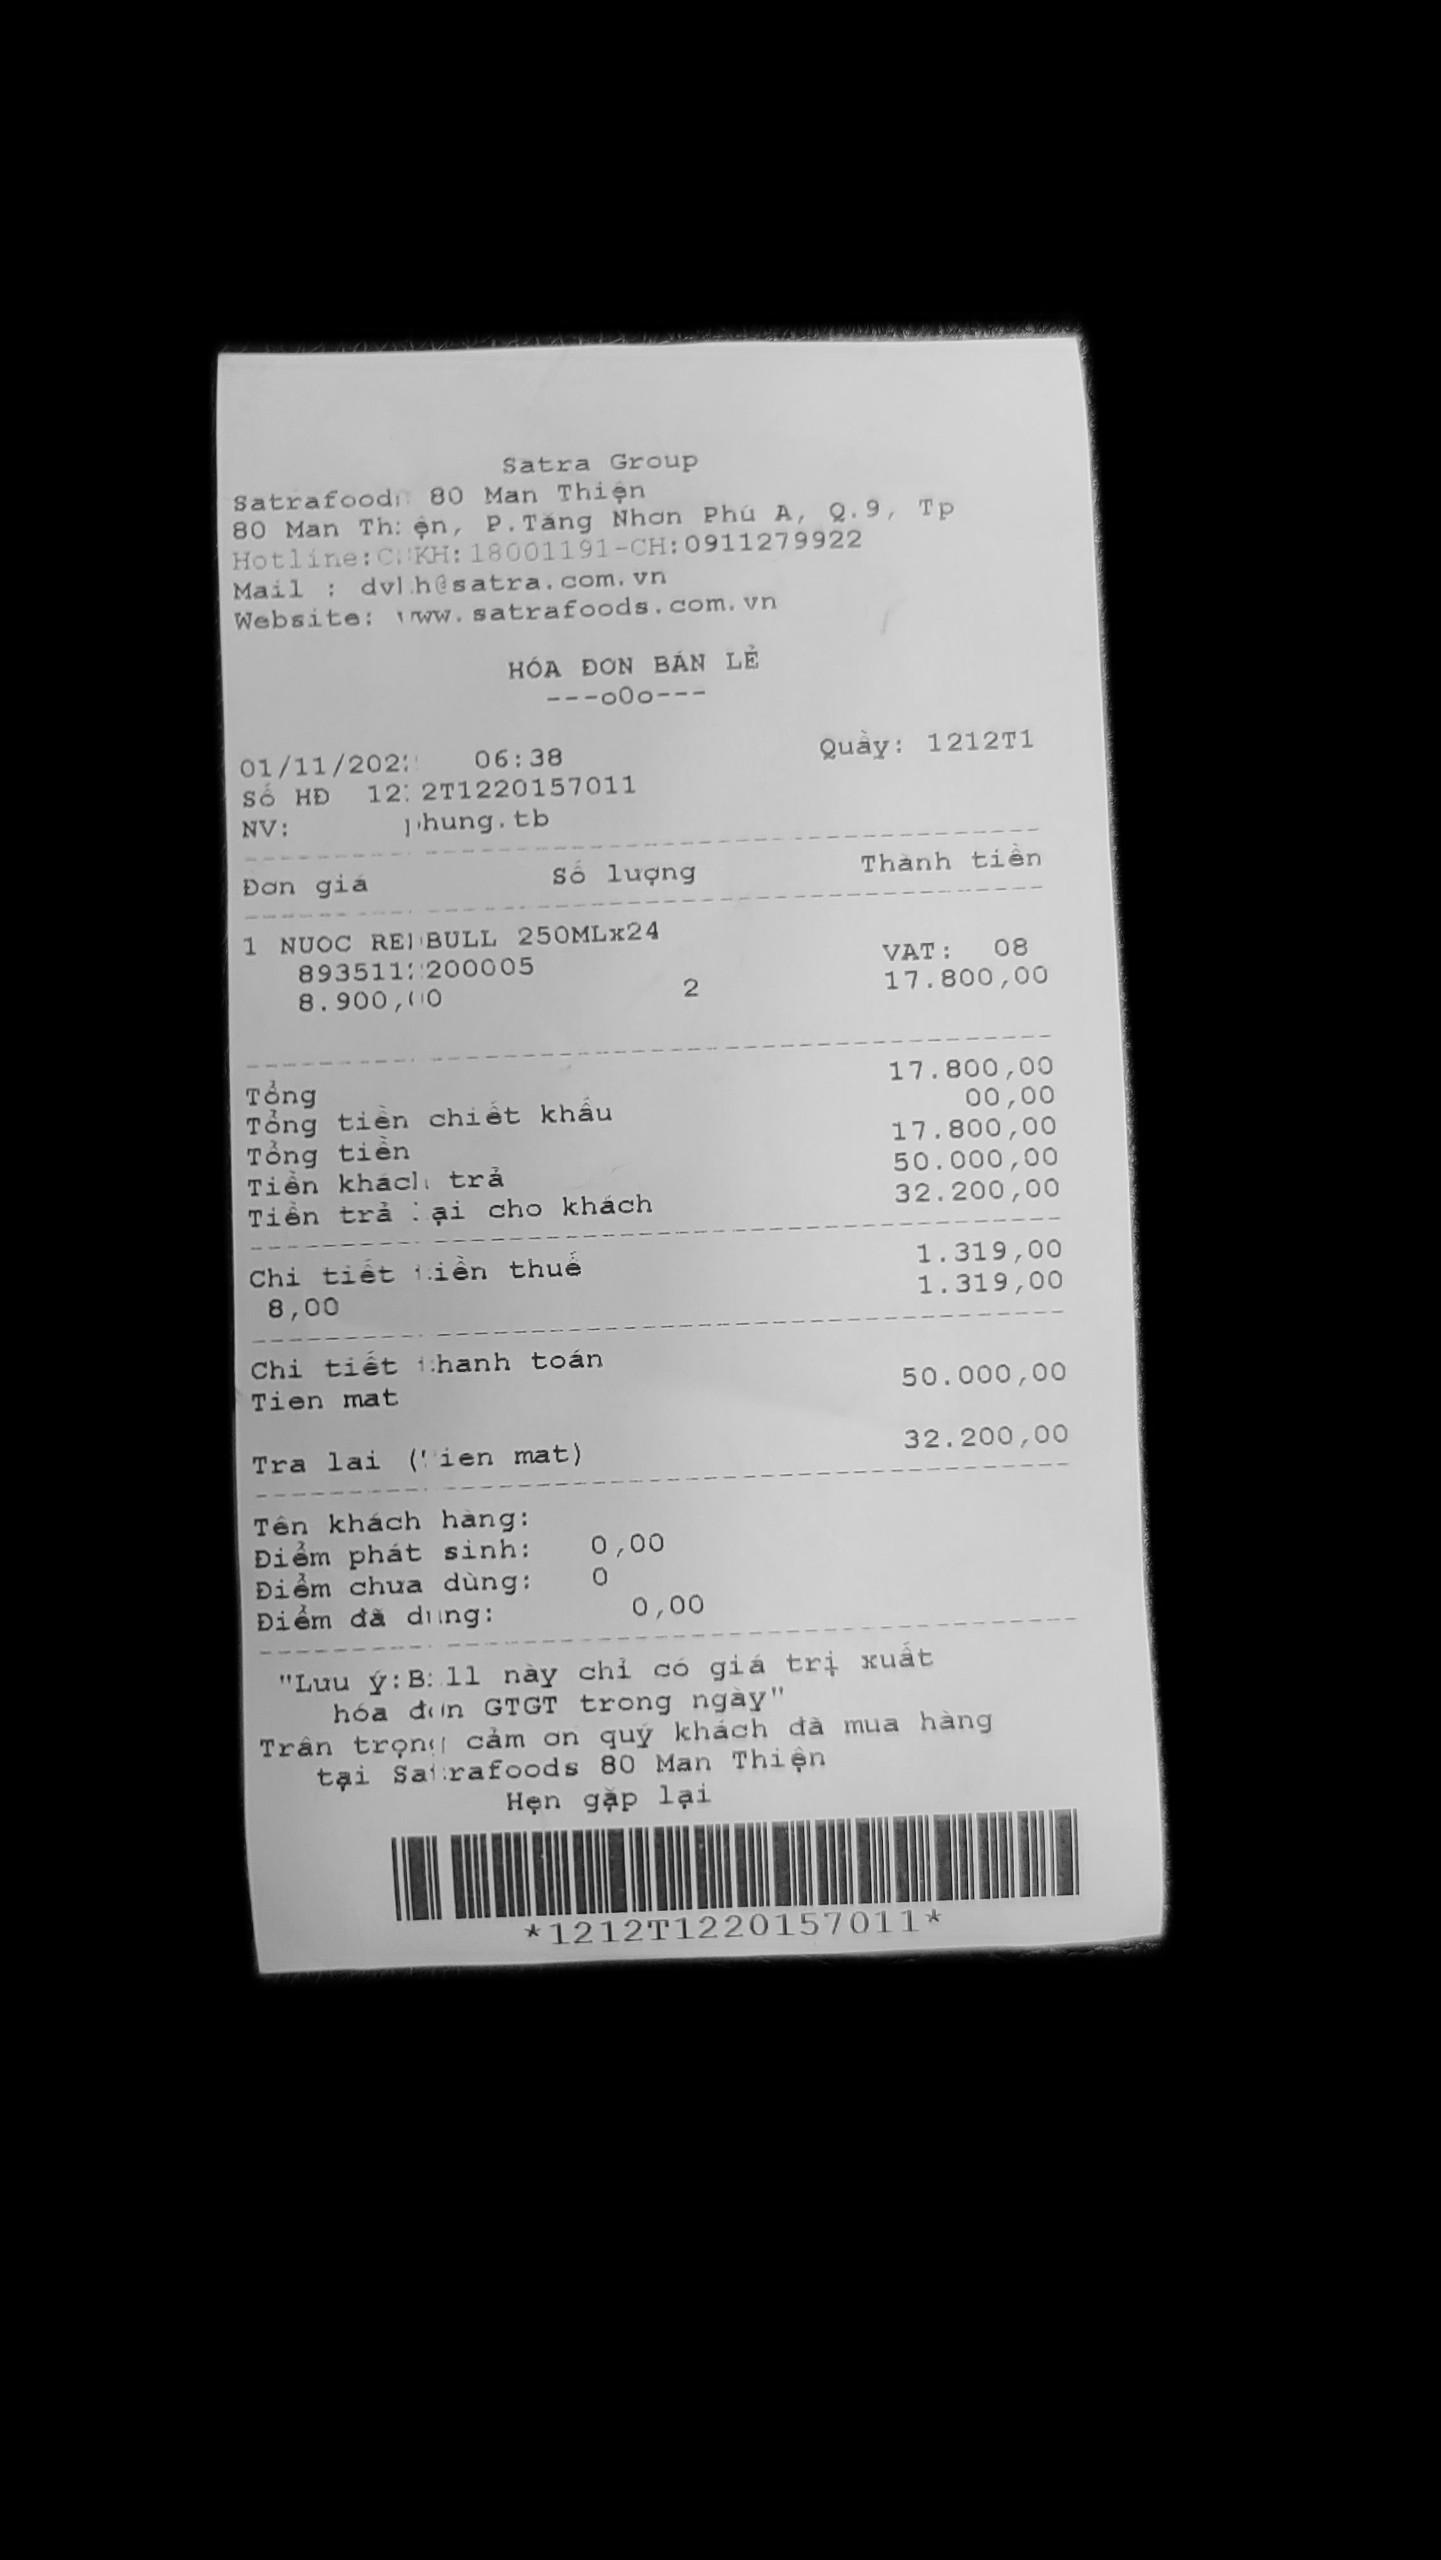 Satra Group
Satrafoods 80 Man Thiện
80 Man Thiện, P.Tăng Nhơn Phú A, Q.9, Tp
Hotline:CSKH:18001191-CH:0911279922
Mail : dvkh@satra.com.vn
Website: www.satrafoods.com.vn
HÓA ĐƠN BÁN LẺ
---oOo---
06:38 Quầy: 1212T1
Số HĐ 1212T1220157011
NV: phung.tb
Đơn giá Số lượng Thành tiền
1 NUOC REDBULL 250MLx24
VAT: 08
8.900,00 2 17.800,00
Tổng 17.800,00
Tổng tiền chiết khấu 00,00
Tổng tiền 17.800,00
Tiền khách trả 50.000,00
Tiền trả lại cho khách 32.200,00
Chi tiết tiền thuế 1.319,00
8,00 1.319,00
Chi tiết thanh toán
Tien mat 50.000,00
Tra lai (Tien mat) 32.200,00
Tên khách hàng:
Điểm phát sinh: 0,00
Điểm chưa dùng: 0
Điểm đã dùng: 0,00
"Lưu ý:Bill này chỉ có giá trị xuất
hóa đơn GTGT trong ngày"
Trân trọng cảm ơn quý khách đã mua hàng
tại Satrafoods 80 Man Thiện
Hẹn gặp lại
*1212T1220157011*